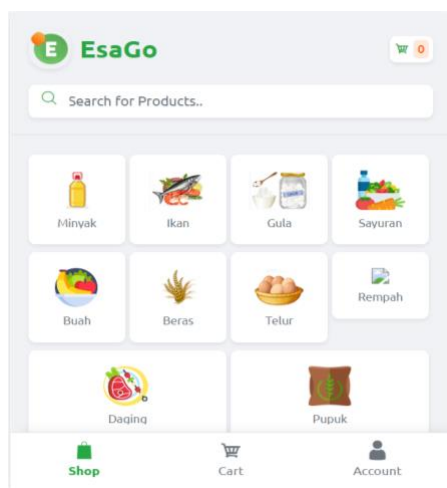 E EsaGo
0
Search for Products..
Minyak Ikan Gula Sayuran
Buah Beras Telur Rempah
Daging Pupuk
Shop Cart Account